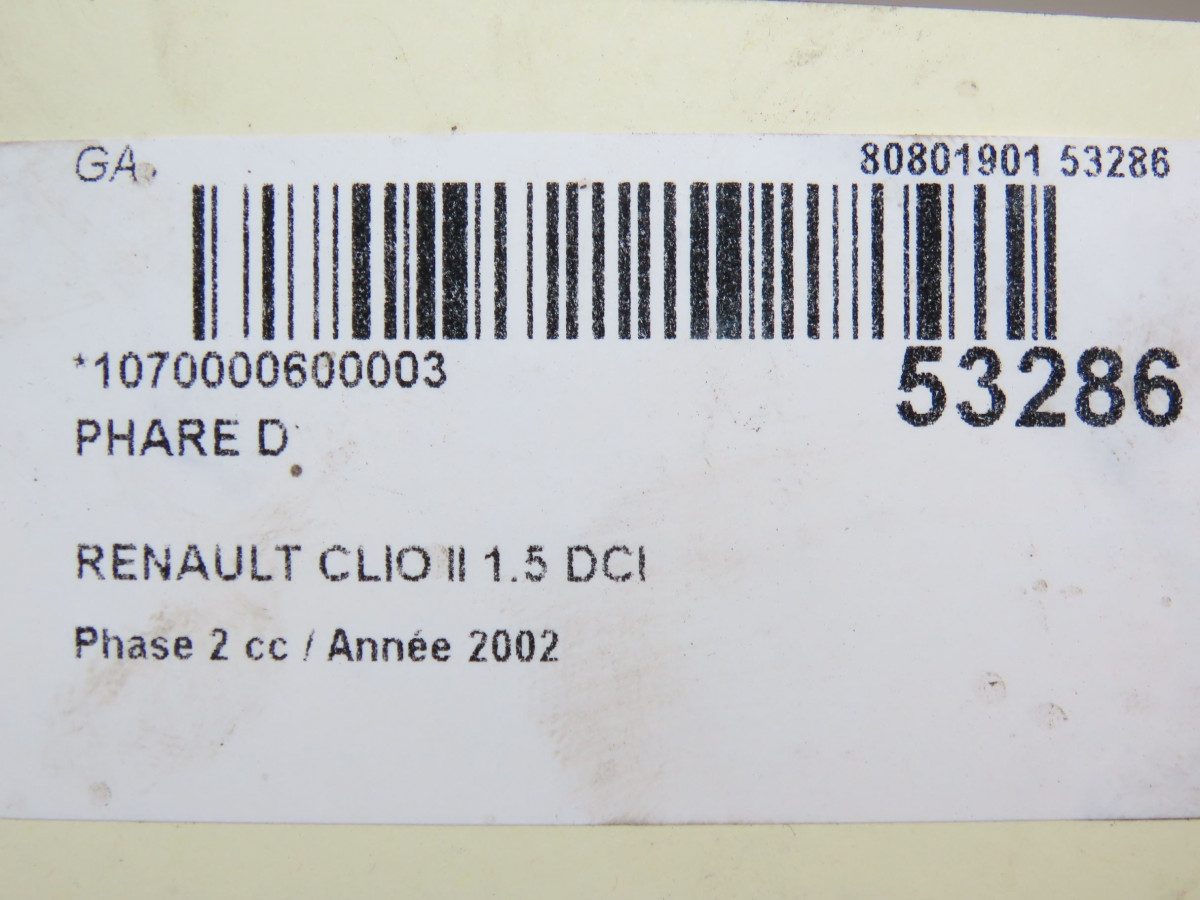 GA
80801901 53286
*1070000600003
53286
PHARE D
RENAULT CLIO II 1.5 DCI
Phase 2 cc / Année 2002